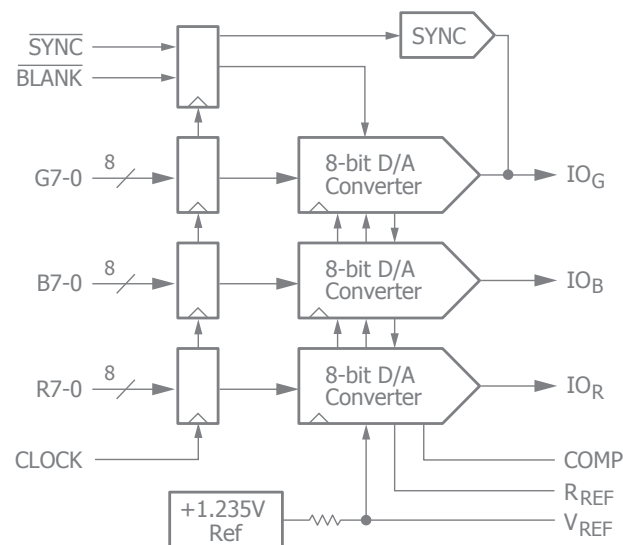 SYNC
SYNC
BLANK
G7-0
8
8-bit D/A
Converter
IOG
B7-0
8
8-bit D/A
Converter
IOB
R7-0
8
8-bit D/A
Converter
IOR
CLOCK
COMP
RREF
+1.235V
Ref
VREF